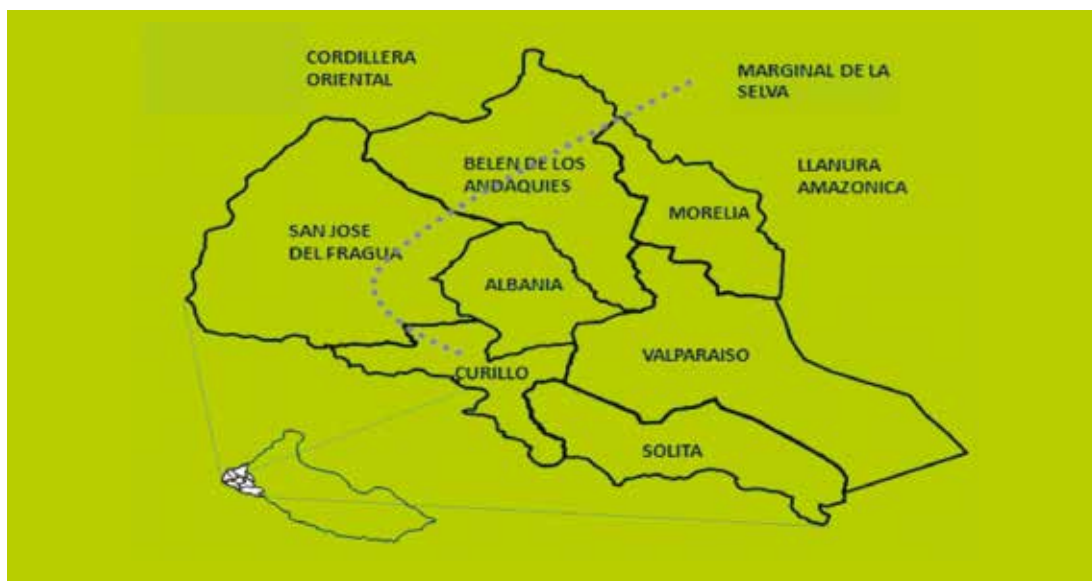 CORDILLERA
ORIENTAL
MARGINAL DE LA
SELVA
BELEN DE LOS
ANDAQUIES
LLANURA
AMAZONICA
MORELIA
SAN JOSE
DEL FRAGUA
ALBANIA
VALPARAISO
CURILLO
SOLITA